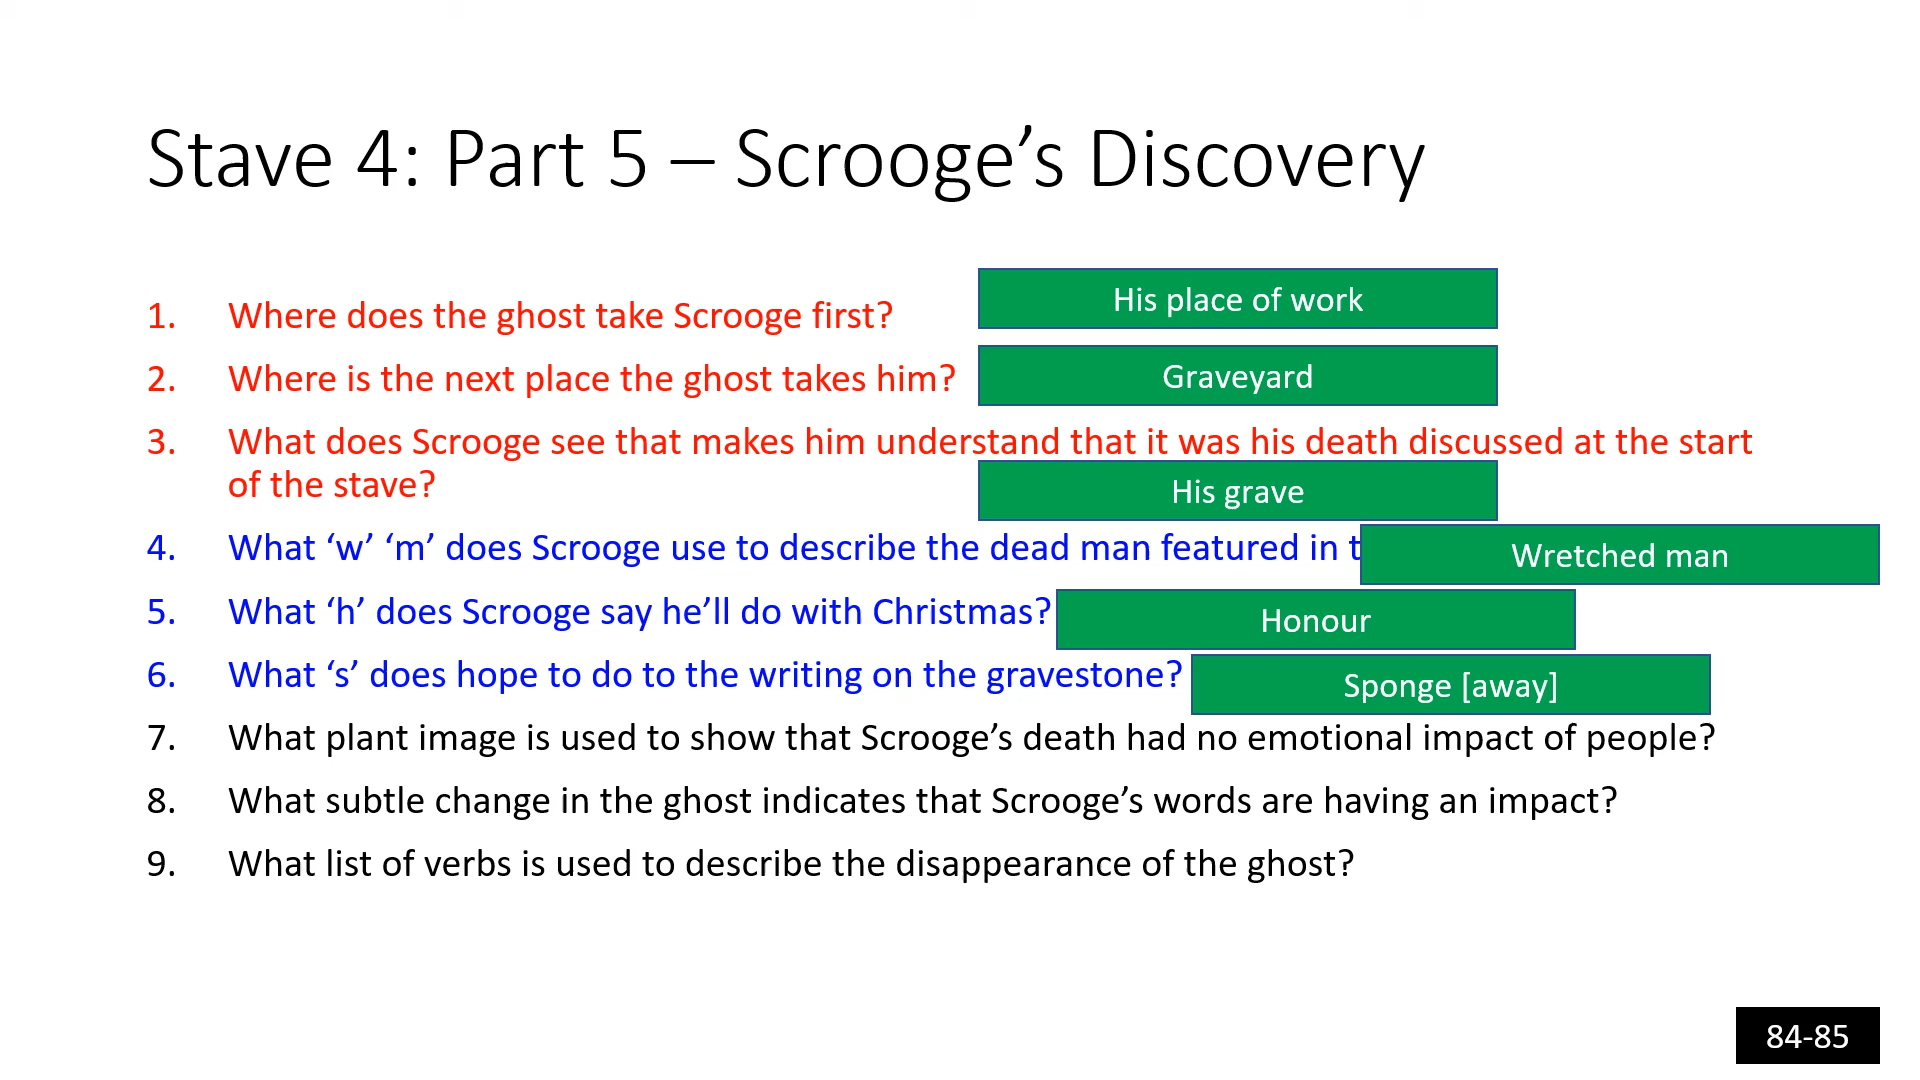 Stave 4: Part 5 – Scrooge’s Discovery
1. Where does the ghost take Scrooge first?
His place of work
2. Where is the next place the ghost takes him?
Graveyard
3. What does Scrooge see that makes him understand that it was his death discussed at the start
of the stave?
His grave
4. What ‘w’ ‘m’ does Scrooge use to describe the dead man featured in
Wretched man
5. What ‘h’ does Scrooge say he’ll do with Christmas?
Honour
6. What ‘s’ does hope to do to the writing on the gravestone?
Sponge [away]
7. What plant image is used to show that Scrooge’s death had no emotional impact of people?
8. What subtle change in the ghost indicates that Scrooge’s words are having an impact?
9. What list of verbs is used to describe the disappearance of the ghost?
84-85